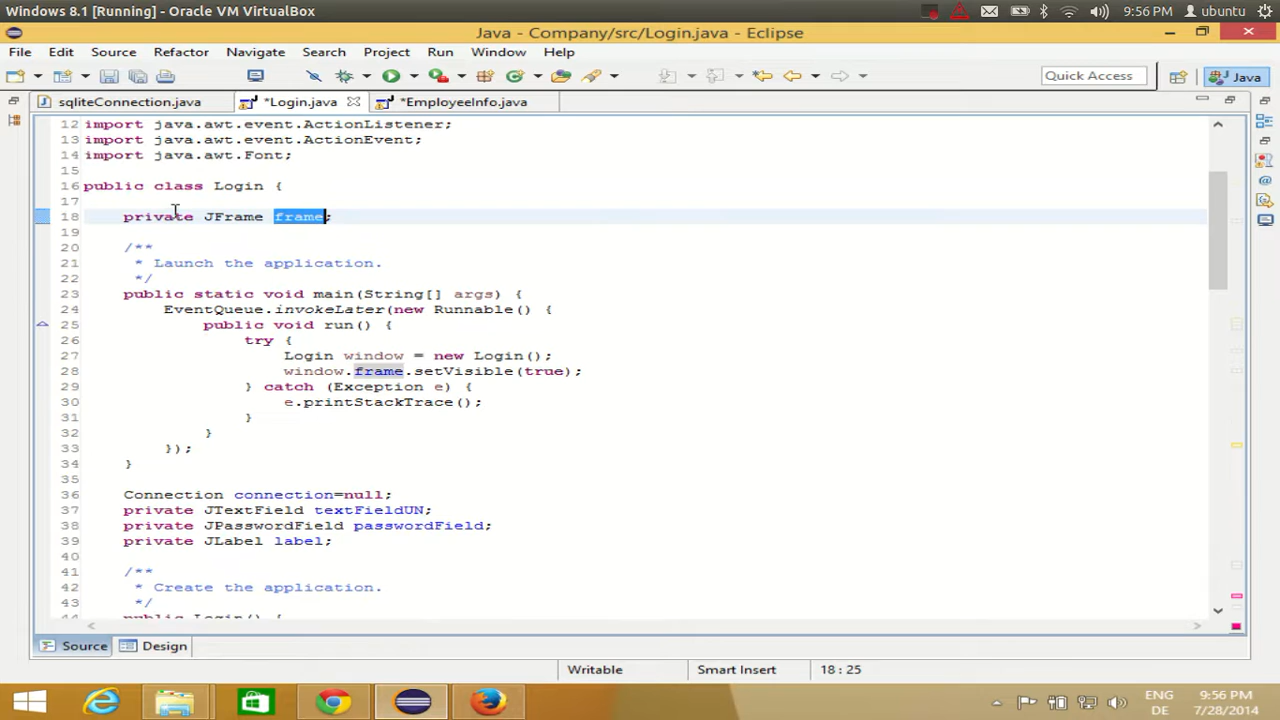 Windows 8.1 [Running] - Oracle VM VirtualBox
9:56 PM
ubuntu
Java - Company/src/Login.java - Eclipse
File Edit Source Refactor Navigate Search Project Run Window Help
Quick Access
Java
sqliteConnection.java
*Login.java
*EmployeeInfo.java
12 import java.awt.event.ActionListener;
13 import java.awt.event.ActionEvent;
14 import java.awt.Font;
15
16 public class Login {
17
18 private JFrame frame;
19
20 /**
21 * Launch the application.
22 */
23 public static void main(String[] args) {
24 EventQueue.invokeLater(new Runnable() {
25 public void run() {
26 try {
27 Login window = new Login();
28 window.frame.setVisible(true);
29 } catch (Exception e) {
30 e.printStackTrace();
31 }
32 }
33 });
34 }
35
36 Connection connection=null;
37 private JTextField textFieldUN;
38 private JPasswordField passwordField;
39 private JLabel label;
40
41 /**
42 * Create the application.
43 */
44 public Login() {
Source
Design
Writable
Smart Insert
18 : 25
ENG
DE
9:56 PM
7/28/2014